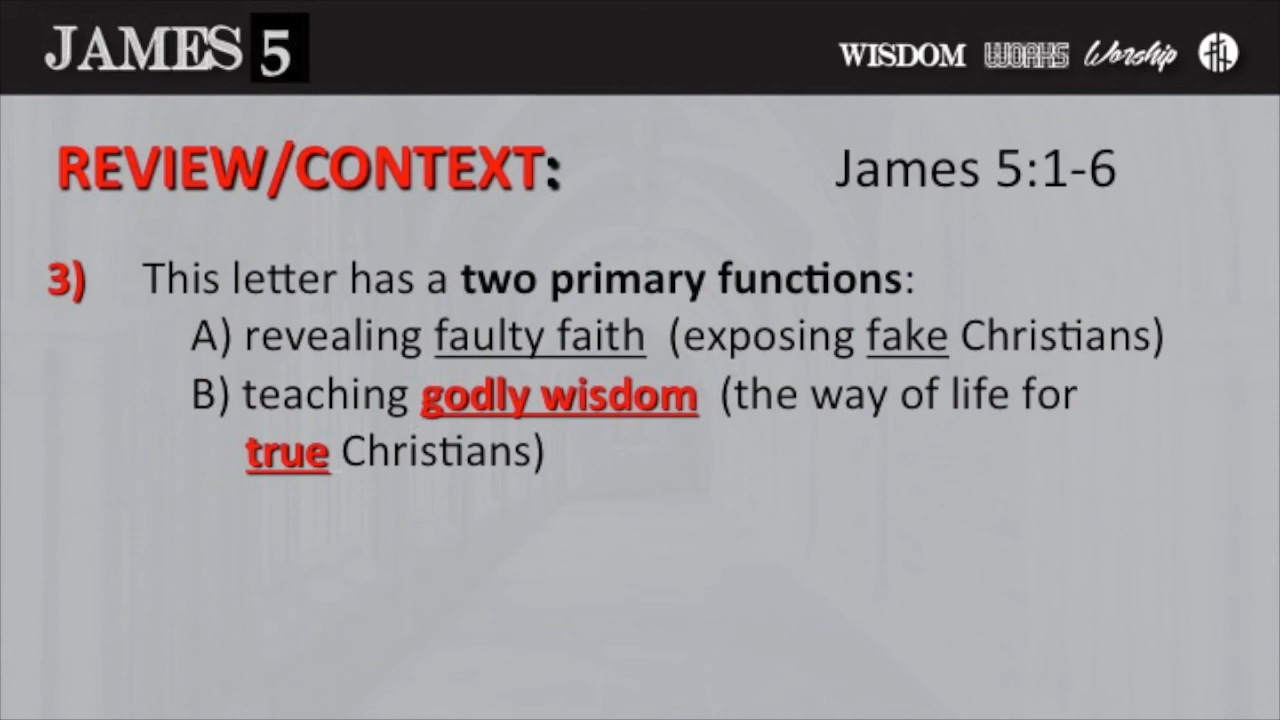 JAMES 5
WISDOM WORKS Worship
REVIEW/CONTEXT: James 5:1-6
3) This letter has a two primary functions:
A) revealing faulty faith (exposing fake Christians)
B) teaching godly wisdom (the way of life for
true Christians)